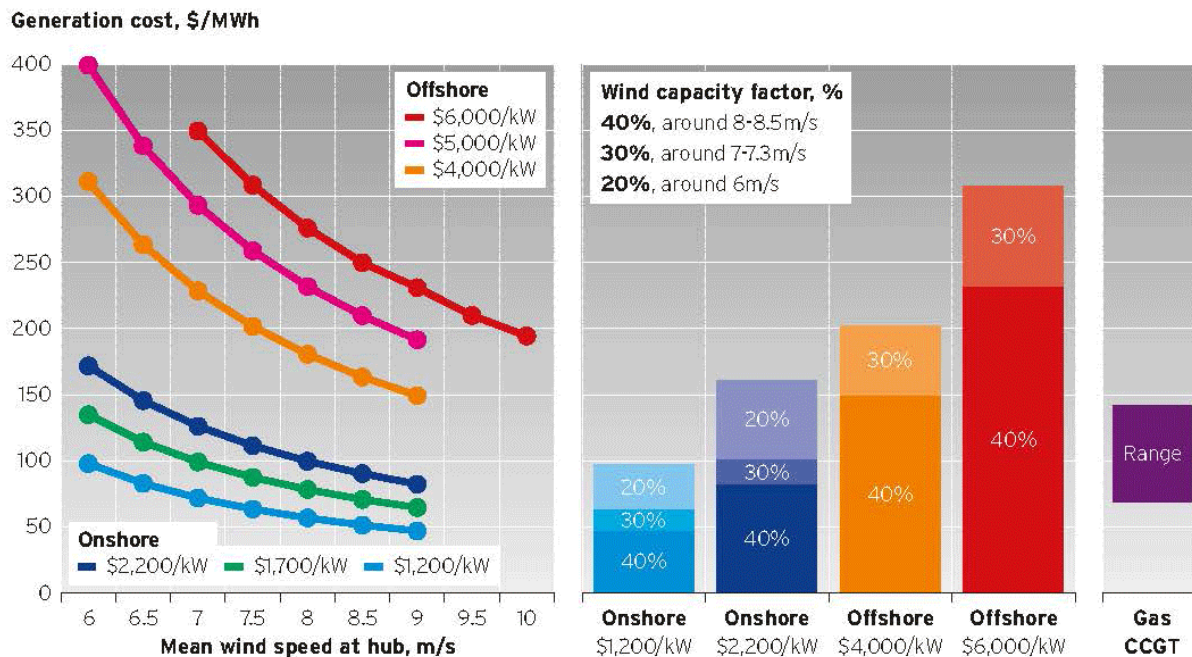 Generation cost, $/MWh
400
350
300
250
200
150
100
50
0
Offshore
$6,000/kW
$5,000/kW
$4,000/kW
Onshore
$2,200/kW $1,700/kW $1,200/kW
6 6.5 7 7.5 8 8.5 9 9.5 10
Mean wind speed at hub, m/s
Wind capacity factor, %
40%, around 8-8.5m/s
30%, around 7-7.3m/s
20%, around 6m/s
20%
30%
40%
20%
30%
40%
30%
40%
30%
40%
Onshore
$1,200/kW
Onshore
$2,200/kW
Offshore
$4,000/kW
Offshore
$6,000/kW
Range
Gas
CCGT